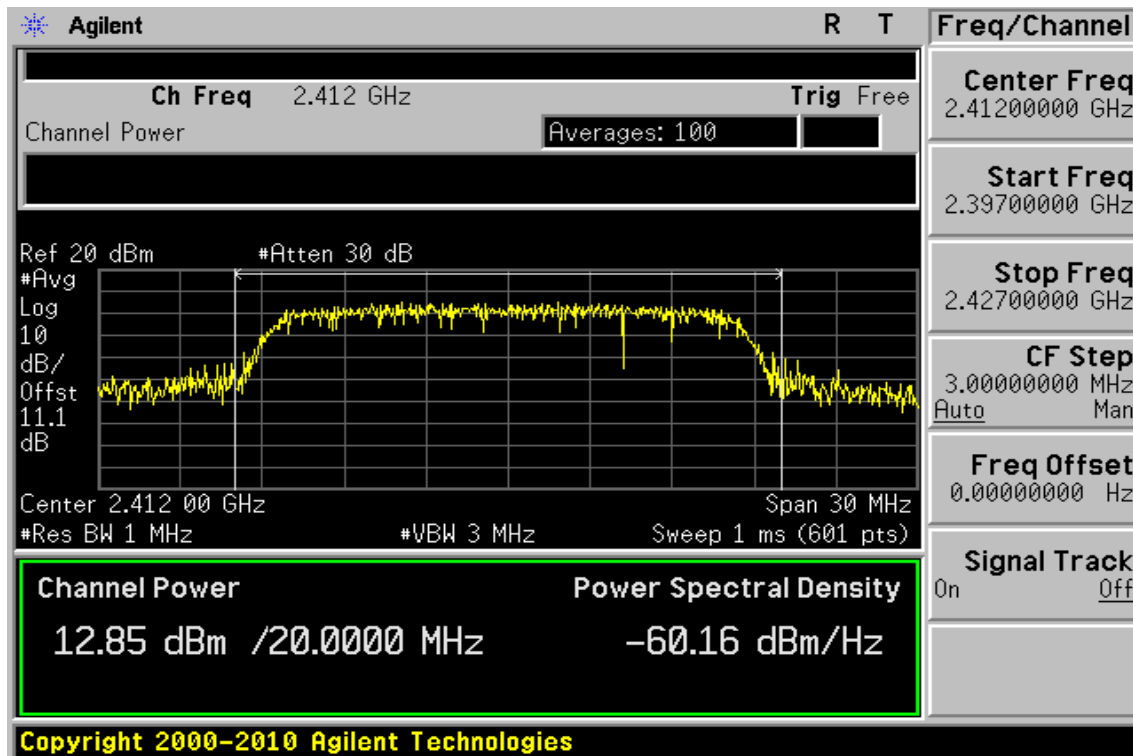 Agilent R T Freq/Channel
Ch Freq 2.412 GHz Trig Free
Channel Power Averages: 100
Ref 20 dBm #Atten 30 dB
#Avg
Log
10
dB/
Offst
11.1
dB
Center 2.412 00 GHz Span 30 MHz
#Res BW 1 MHz #VBW 3 MHz Sweep 1 ms (601 pts)
Channel Power Power Spectral Density
12.85 dBm /20.0000 MHz -60.16 dBm/Hz
Copyright 2000-2010 Agilent Technologies
Center Freq
2.41200000 GHz
Start Freq
2.39700000 GHz
Stop Freq
2.42700000 GHz
CF Step
3.00000000 MHz
Auto Man
Freq Offset
0.00000000 Hz
Signal Track
On Off